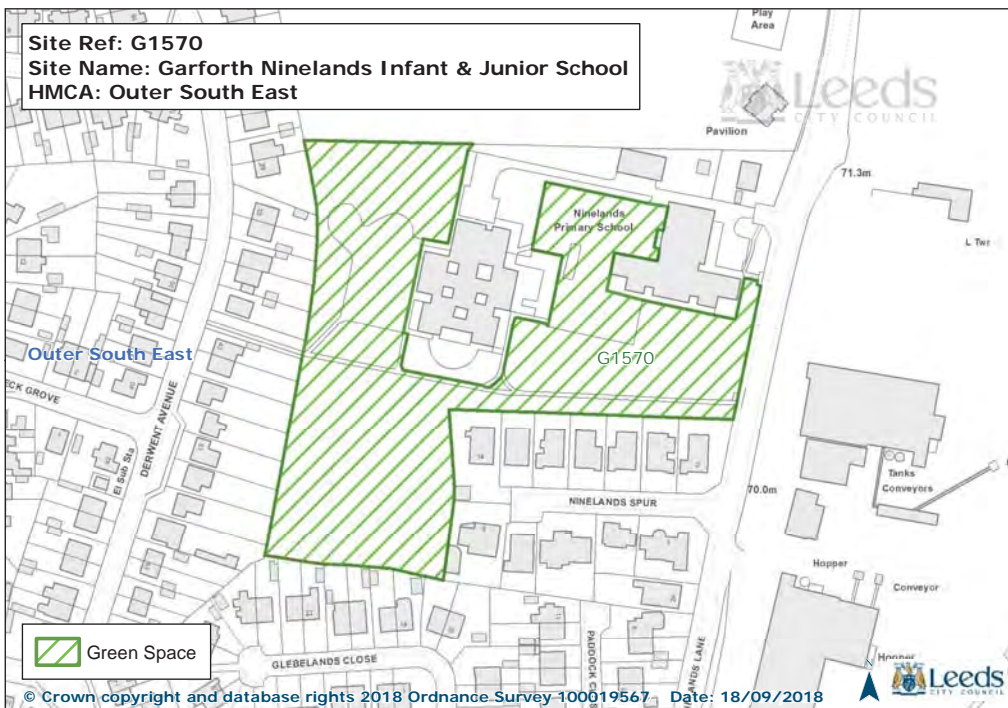 Site Ref: G1570
Site Name: Garforth Ninelands Infant & Junior School
HMCA: Outer South East
Play
Area
Leeds
CITY COUNCIL
Pavilion
71.3m
L Twr
Ninelands
Primary School
G1570
Outer South East
ECK GROVE
DERWENT AVENUE
El Sub Sta
NINELANDS SPUR
70.0m
Tanks
Conveyors
Hopper
Conveyor
Hopper
GLEBELANDS CLOSE
PADDOCK
LANDS LANE
Green Space
N
Leeds
CITY COUNCIL
© Crown copyright and database rights 2018 Ordnance Survey 100019567 Date: 18/09/2018